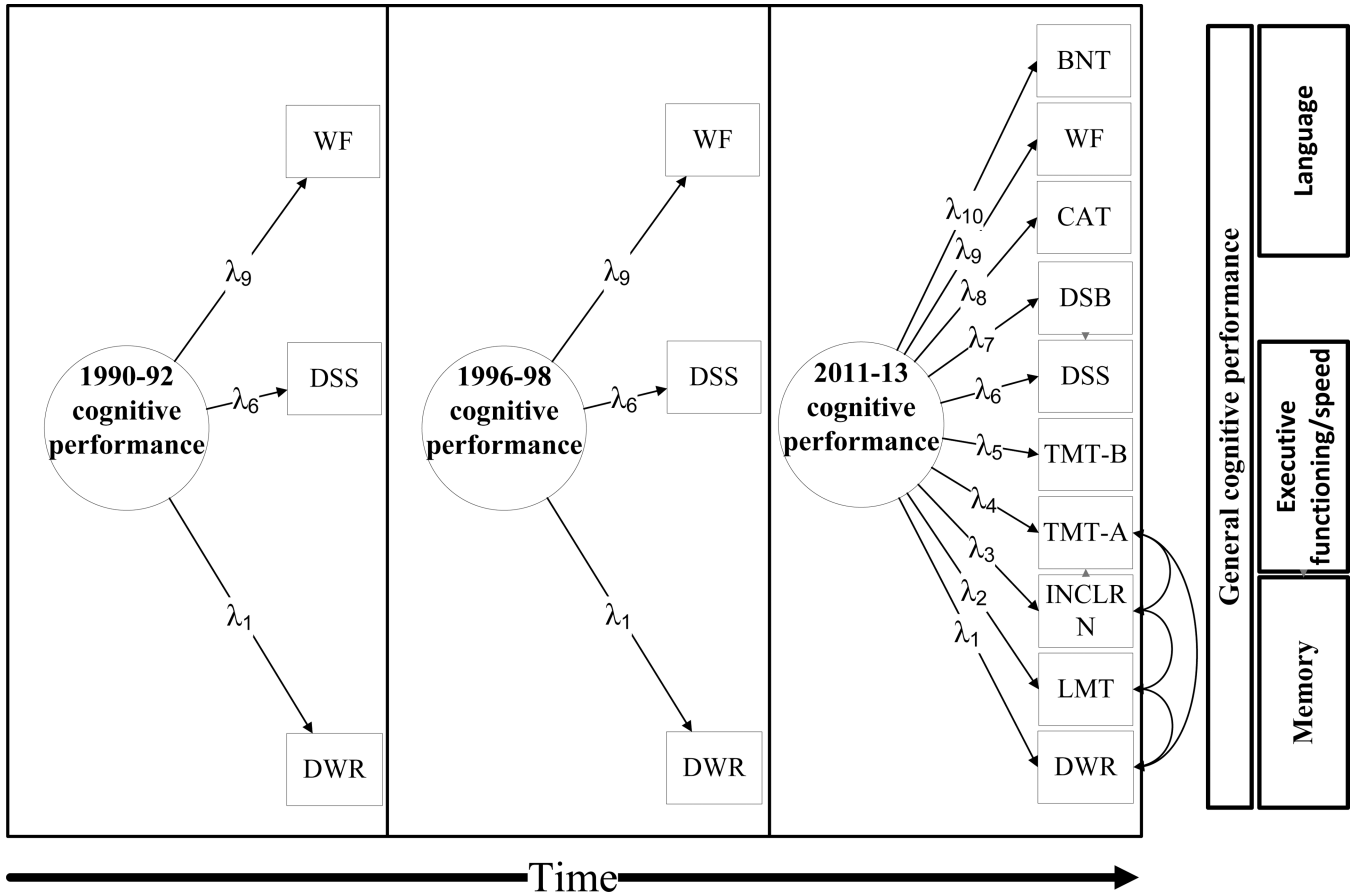 WF
λ9
1990-92
cognitive
performance
λ6
DSS
λ1
DWR
WF
λ9
1996-98
cognitive
performance
λ6
DSS
λ1
DWR
BNT
WF
CAT
DSB
DSS
TMT-B
TMT-A
INCLR
N
LMT
DWR
λ10
λ9
λ8
λ7
λ6
λ5
λ4
λ3
λ2
λ1
2011-13
cognitive
performance
General cognitive performance
Language
Executive
functioning/speed
Memory
Time